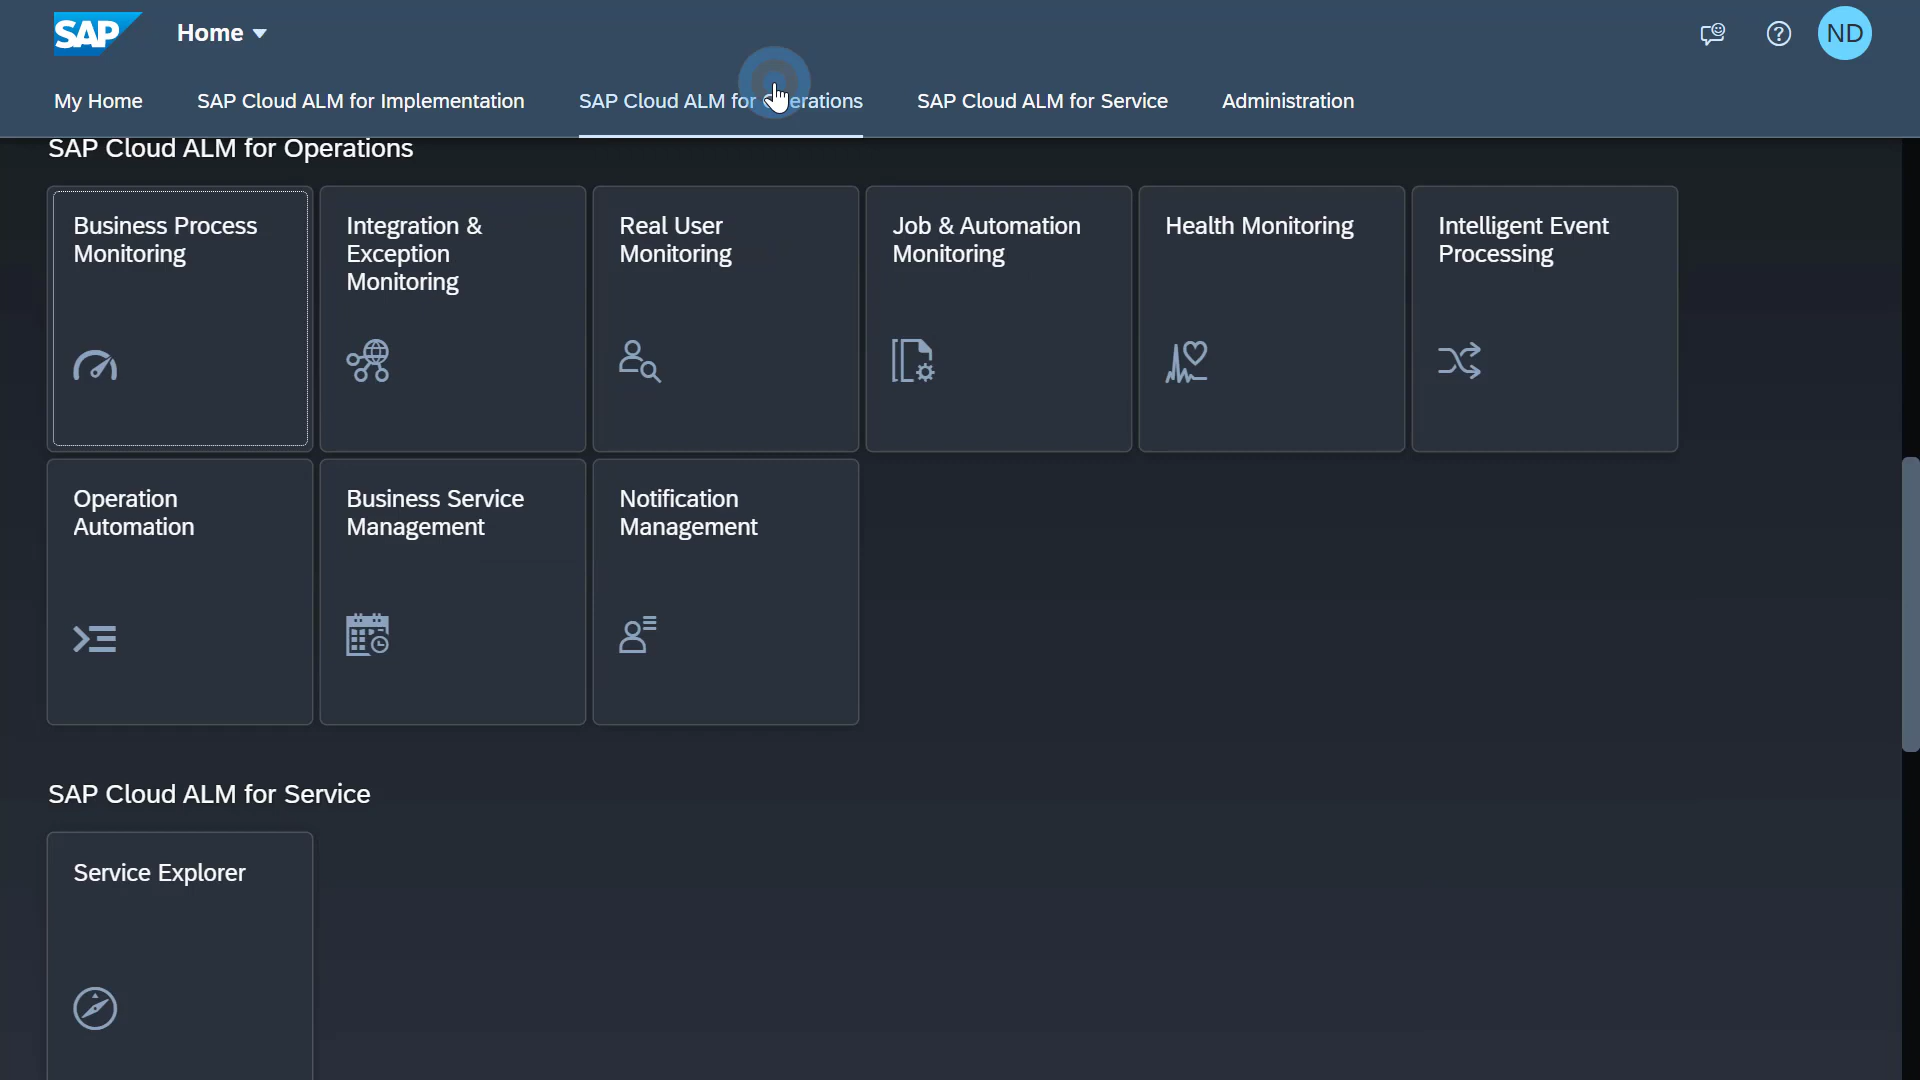 SAP
Home
ND
My Home
SAP Cloud ALM for Implementation
SAP Cloud ALM for erations
SAP Cloud ALM for Service
Administration
SAP Cloud ALM for Operations
Business Process
Monitoring
Integration &
Exception
Monitoring
Real User
Monitoring
Job & Automation
Monitoring
Health Monitoring
Intelligent Event
Processing
Operation
Automation
Business Service
Management
Notification
Management
SAP Cloud ALM for Service
Service Explorer